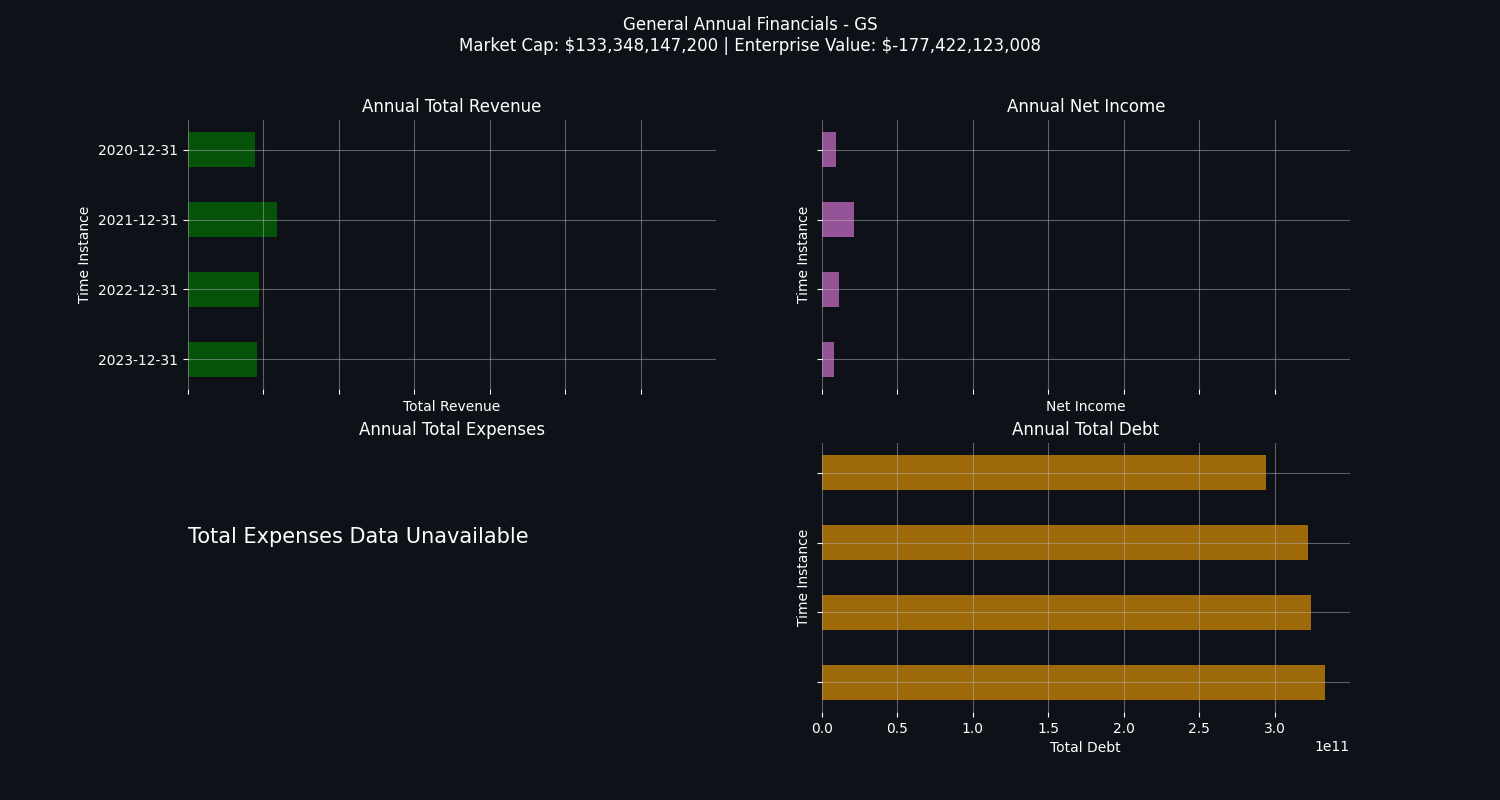 General Annual Financials - GS
Market Cap: $133,348,147,200 | Enterprise Value: $-177,422,123,008
Annual Total Revenue
Time Instance
2020-12-31
2021-12-31
2022-12-31
2023-12-31
Total Revenue
Annual Net Income
Time Instance
Net Income
Annual Total Expenses
Total Expenses Data Unavailable
Annual Total Debt
Time Instance
0.0 0.5 1.0 1.5 2.0 2.5 3.0
Total Debt
1e11